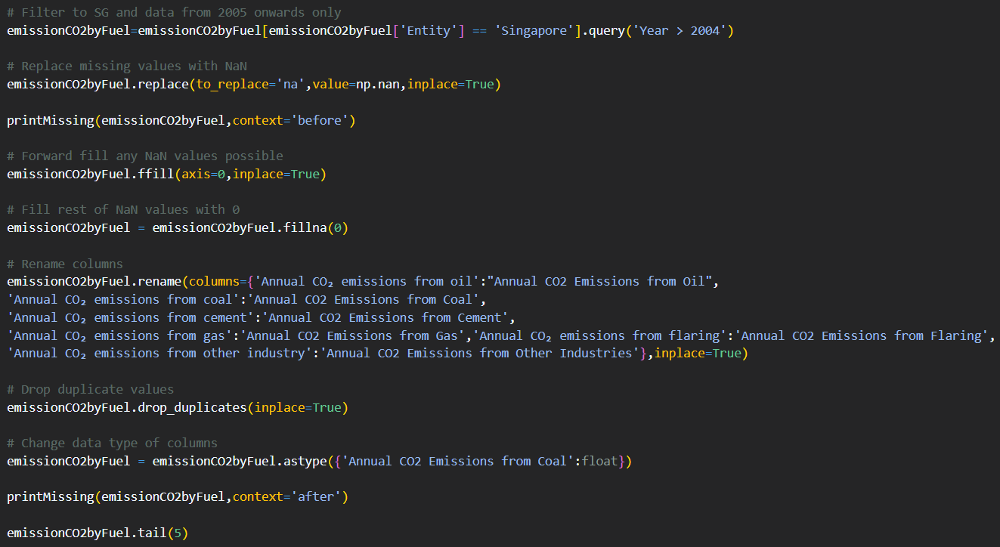 # Filter to SG and data from 2005 onwards only
emissionCO2byFuel=emissionCO2byFuel[emissionCO2byFuel['Entity'] == 'Singapore'].query('Year > 2004')
# Replace missing values with NaN
emissionCO2byFuel.replace(to_replace='na',value=np.nan,inplace=True)
printMissing(emissionCO2byFuel,context='before')
# Forward fill any NaN values possible
emissionCO2byFuel.ffill(axis=0,inplace=True)
# Fill rest of NaN values with 0
emissionCO2byFuel = emissionCO2byFuel.fillna(0)
# Rename columns
emissionCO2byFuel.rename(columns={'Annual CO₂ emissions from oil':"Annual CO2 Emissions from Oil",
'Annual CO₂ emissions from coal':'Annual CO2 Emissions from Coal',
'Annual CO₂ emissions from cement':'Annual CO2 Emissions from Cement',
'Annual CO₂ emissions from gas':'Annual CO2 Emissions from Gas','Annual CO₂ emissions from flaring':'Annual CO2 Emissions from Flaring',
'Annual CO₂ emissions from other industry':'Annual CO2 Emissions from Other Industries'},inplace=True)
# Drop duplicate values
emissionCO2byFuel.drop_duplicates(inplace=True)
# Change data type of columns
emissionCO2byFuel = emissionCO2byFuel.astype({'Annual CO2 Emissions from Coal':float})
printMissing(emissionCO2byFuel,context='after')
emissionCO2byFuel.tail(5)